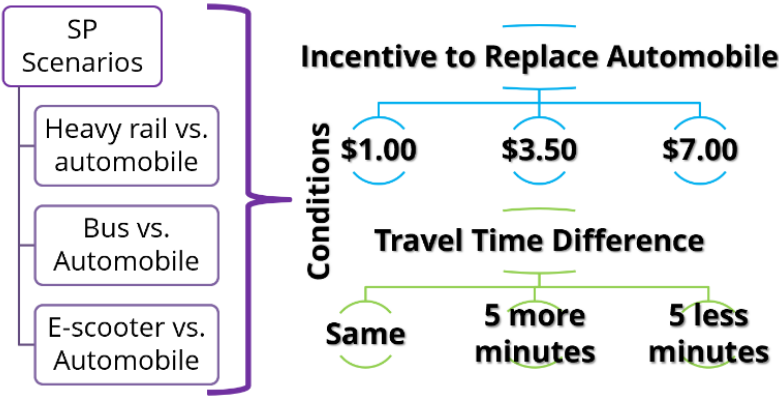 SP
Scenarios
Heavy rail vs.
automobile
Bus vs.
Automobile
E-scooter vs.
Automobile
Conditions
Incentive to Replace Automobile
$1.00
$3.50
$7.00
Travel Time Difference
Same
5 more
minutes
5 less
minutes